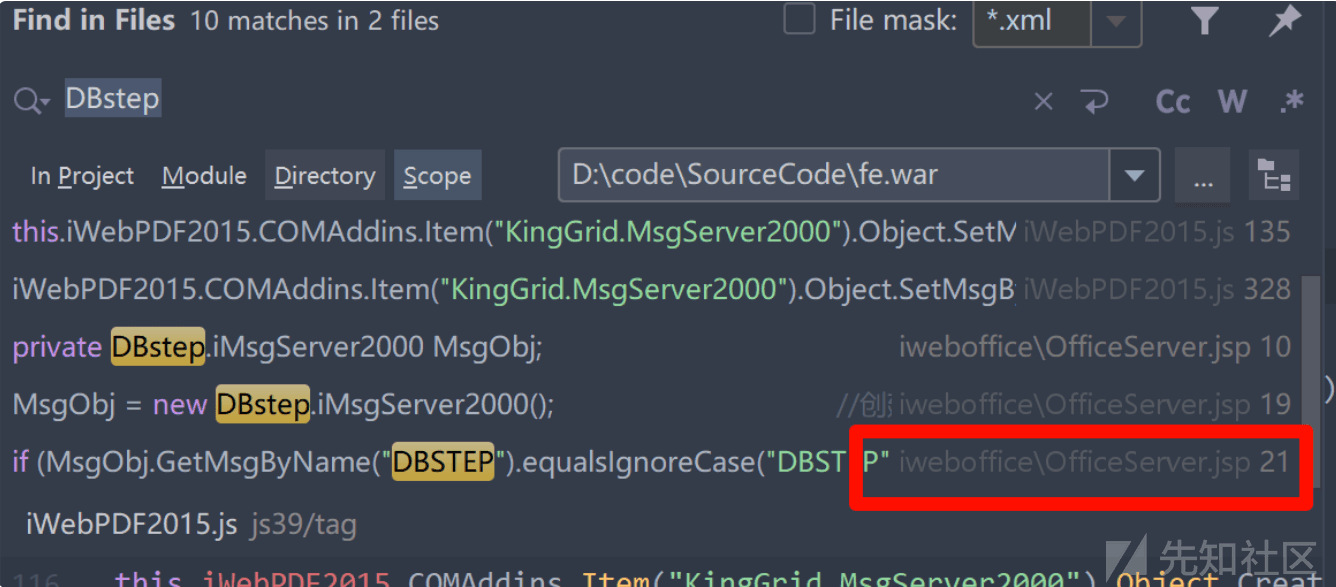 Find in Files 10 matches in 2 files File mask: *.xml
DBstep × Cc W .*
In Project Module Directory Scope D:\code\SourceCode\fe.war ...
this.iWebPDF2015.COMAddins.Item("KingGrid.MsgServer2000").Object.SetM iWebPDF2015.js 135
iWebPDF2015.COMAddins.Item("KingGrid.MsgServer2000").Object.SetMsgB iWebPDF2015.js 328
private DBstep.iMsgServer2000 MsgObj; iweboffice\OfficeServer.jsp 10
MsgObj = new DBstep.iMsgServer2000(); //创 iweboffice\OfficeServer.jsp 19
)
if (MsgObj.GetMsgByName("DBSTEP").equalsIgnoreCase("DBST P" iweboffice\OfficeServer.jsp 21
iWebPDF2015.js js39/tag
116 this.iWebPDF2015.COMAddins.Item("KingGrid.MsgServer2000").Object.Creat
先知社区